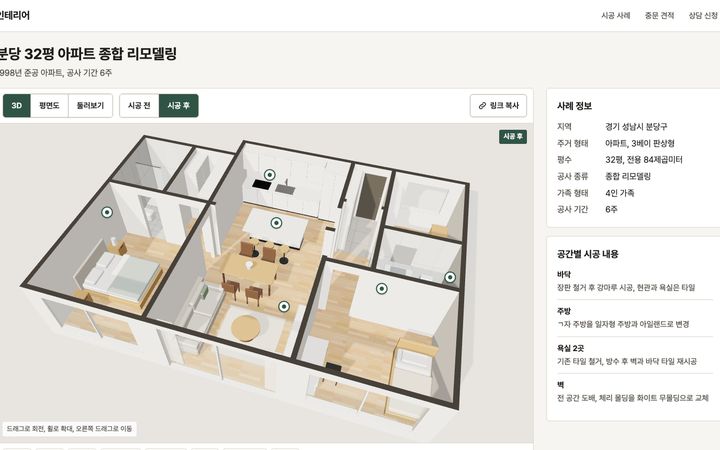 인테리어
시공 사례
중문 견적
상담 신청
분당 32평 아파트 종합 리모델링
1998년 준공 아파트, 공사 기간 6주
3D
평면도
둘러보기
시공 전
시공 후
링크 복사
시공 후
드래그로 회전, 휠로 확대, 오른쪽 드래그로 이동
사례 정보
지역 경기 성남시 분당구
주거 형태 아파트, 3베이 판상형
평수 32평, 전용 84제곱미터
공사 종류 종합 리모델링
가족 형태 4인 가족
공사 기간 6주
공간별 시공 내용
바닥
장판 철거 후 강마루 시공, 현관과 욕실은 타일
주방
ㄱ자 주방을 일자형 주방과 아일랜드로 변경
욕실 2곳
기존 타일 철거, 방수 후 벽과 바닥 타일 재시공
벽
전 공간 도배, 체리 몰딩을 화이트 무몰딩으로 교체